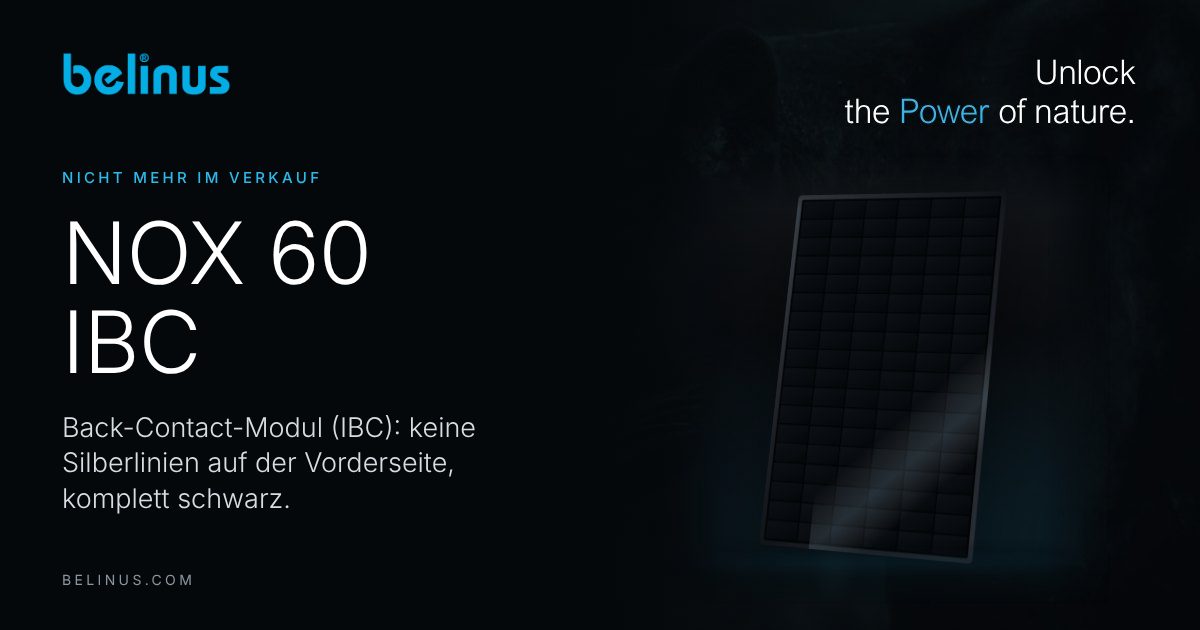 belinus®
Unlock
the Power of nature.
NICHT MEHR IM VERKAUF
NOX 60
IBC
Back-Contact-Modul (IBC): keine
Silberlinien auf der Vorderseite,
komplett schwarz.
BELINUS.COM